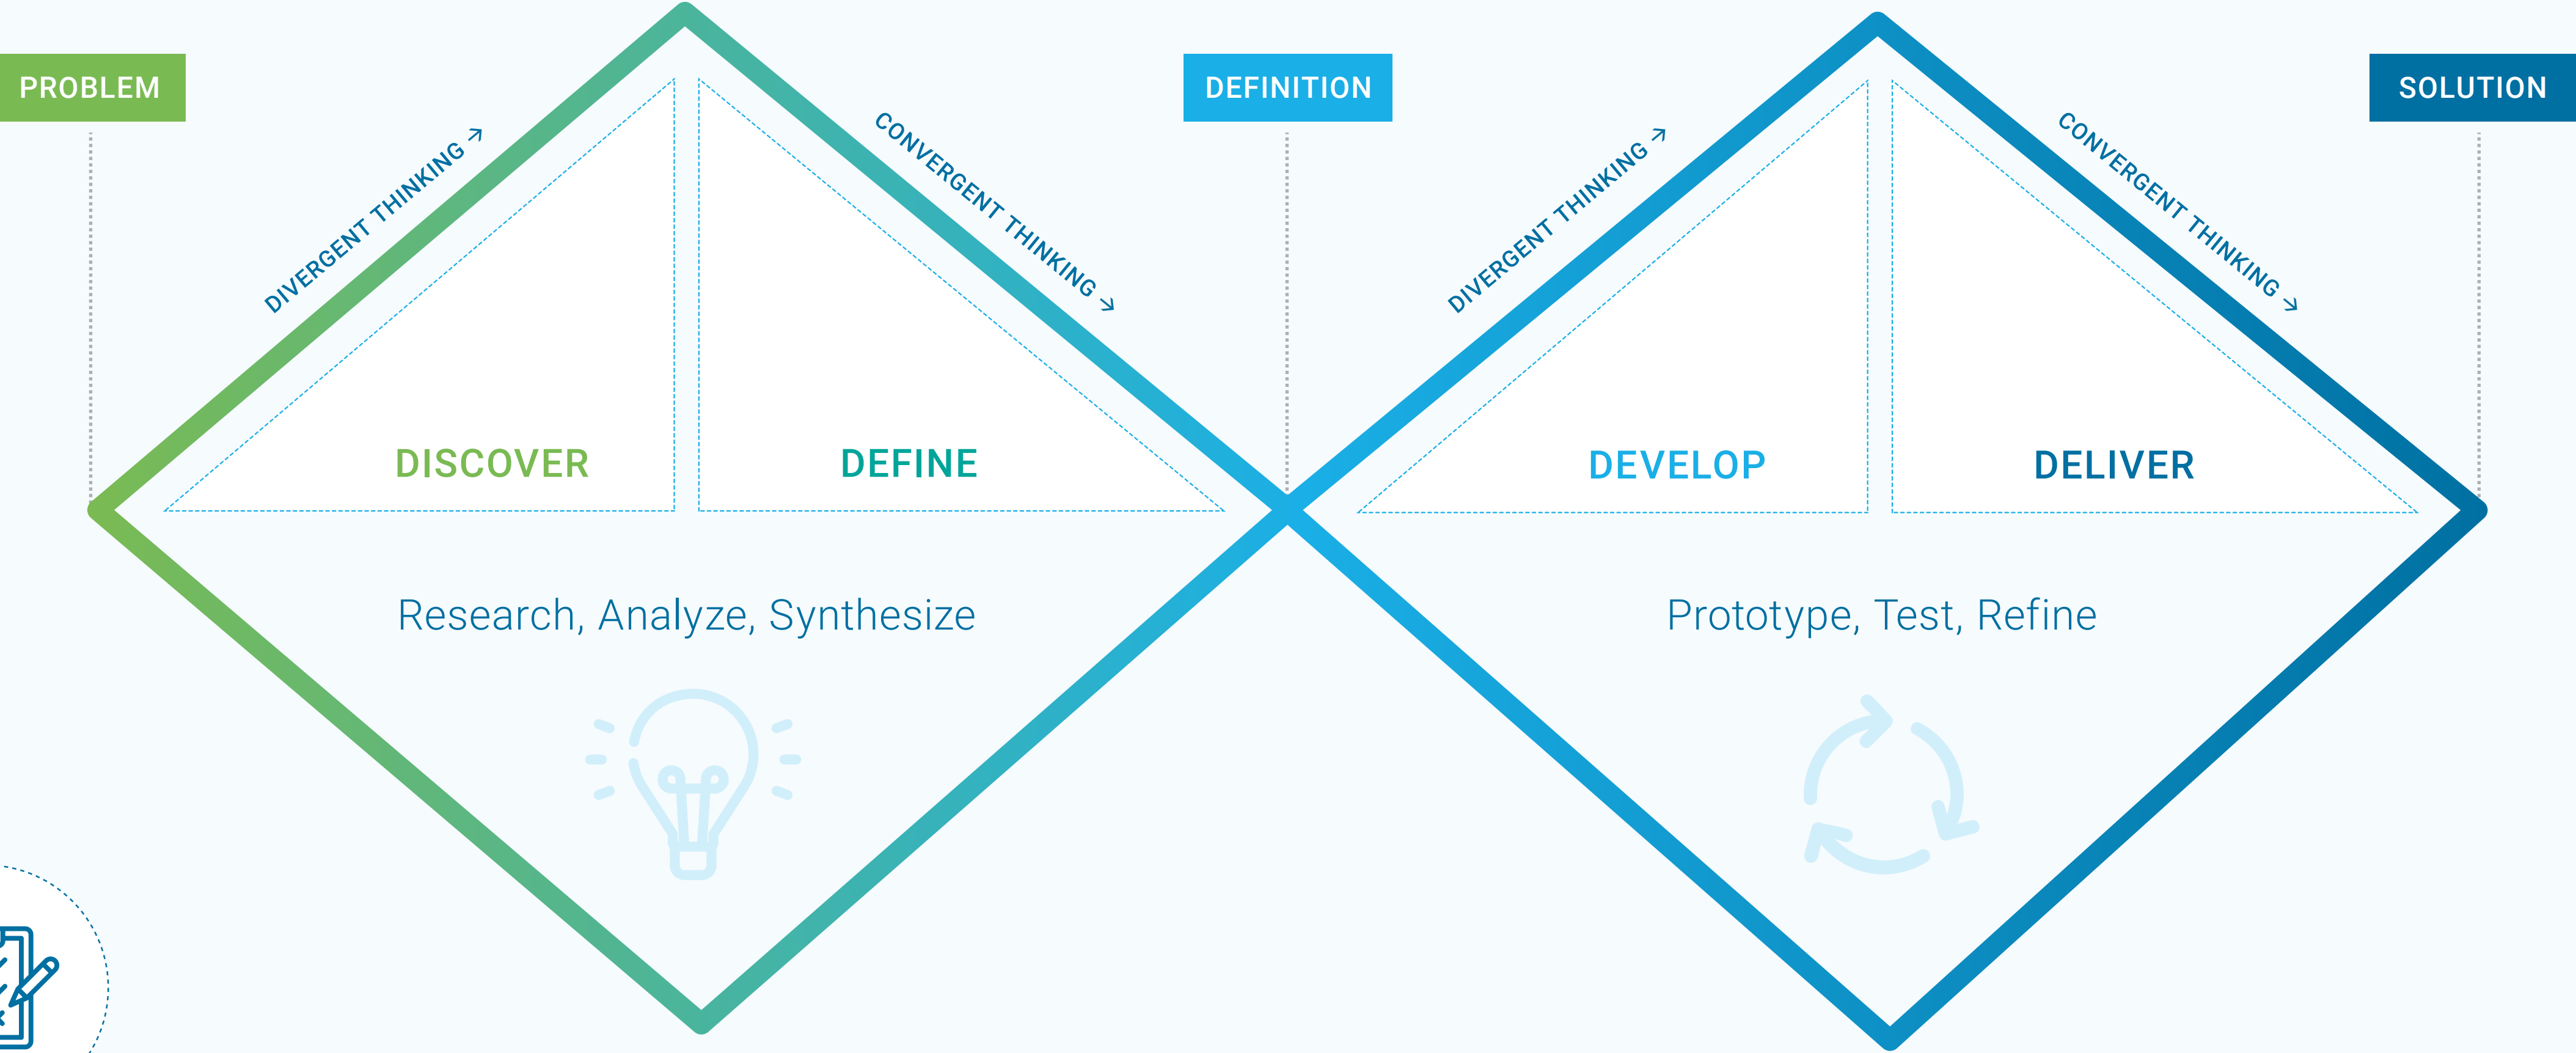 PROBLEM
DEFINITION
SOLUTION
DIVERGENT THINKING →
CONVERGENT THINKING →
DIVERGENT THINKING →
CONVERGENT THINKING →
DISCOVER
DEFINE
DEVELOP
DELIVER
Research, Analyze, Synthesize
Prototype, Test, Refine